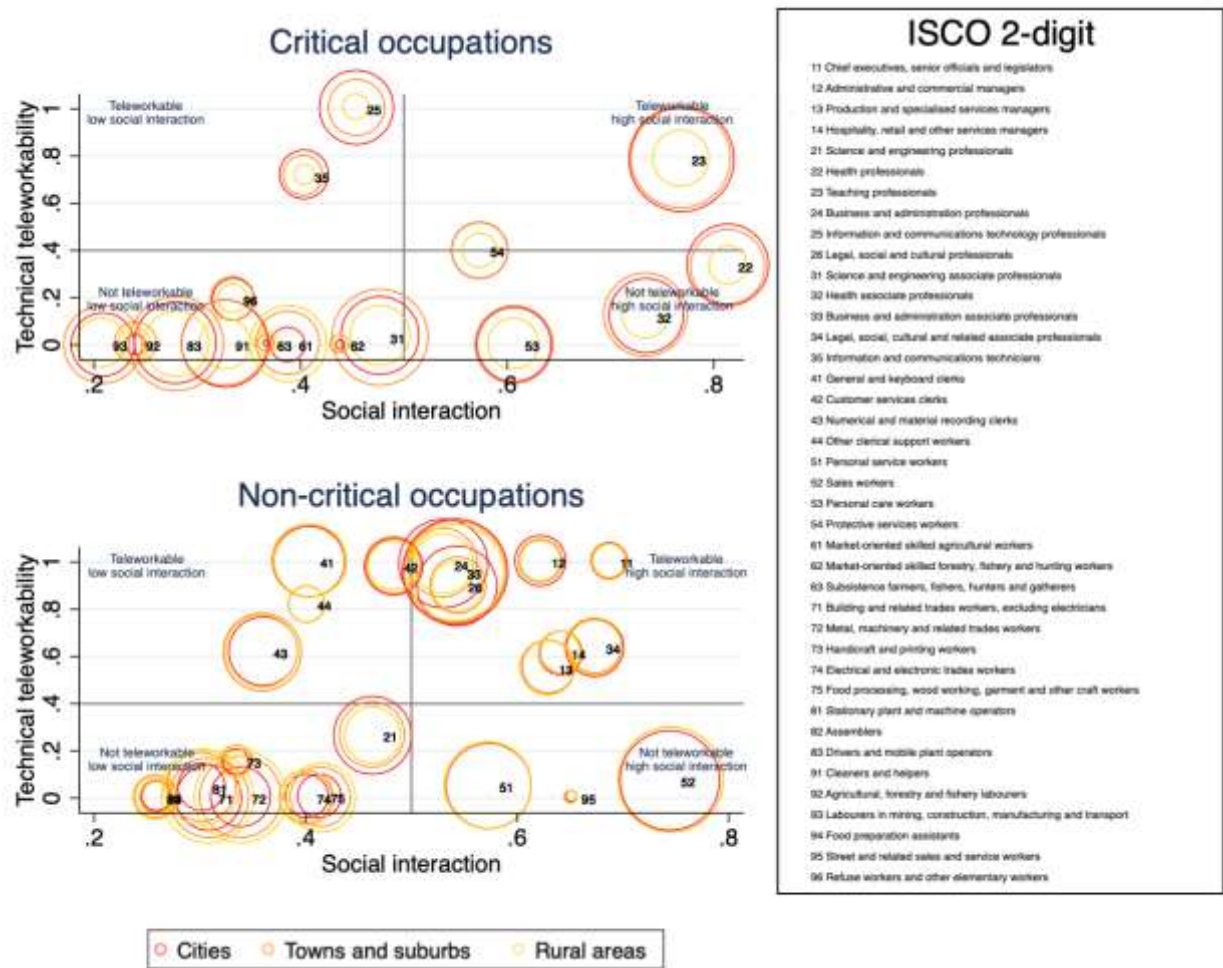 Critical occupations
Technical teleworkability
1
.8
.6
.4
.2
0
Teleworkable
low social interaction
Teleworkable
high social interaction
Not teleworkable
low social interaction
Not teleworkable
high social interaction
25
35
23
54
22
96
32
93
92
83
91
63
61
62
31
53
.2
.4
.6
.8
Social interaction
Non-critical occupations
Technical teleworkability
1
.8
.6
.4
.2
0
Teleworkable
low social interaction
Teleworkable
high social interaction
Not teleworkable
low social interaction
Not teleworkable
high social interaction
41
42
24
33
26
12
11
44
43
14
34
13
21
73
81
71
72
74
75
51
95
52
.2
.4
.6
.8
Social interaction
Cities
Towns and suburbs
Rural areas
ISCO 2-digit
11 Chief executives, senior officials and legislators
12 Administrative and commercial managers
13 Production and specialised services managers
14 Hospitality, retail and other services managers
21 Science and engineering professionals
22 Health professionals
23 Teaching professionals
24 Business and administration professionals
25 Information and communications technology professionals
26 Legal, social and cultural professionals
31 Science and engineering associate professionals
32 Health associate professionals
33 Business and administration associate professionals
34 Legal, social, cultural and related associate professionals
35 Information and communications technicians
41 General and keyboard clerks
42 Customer services clerks
43 Numerical and material recording clerks
44 Other clerical support workers
51 Personal service workers
52 Sales workers
53 Personal care workers
54 Protective services workers
61 Market-oriented skilled agricultural workers
62 Market-oriented skilled forestry, fishery and hunting workers
63 Subsistence farmers, fishers, hunters and gatherers
71 Building and related trades workers, excluding electricians
72 Metal, machinery and related trades workers
73 Handicraft and printing workers
74 Electrical and electronic trades workers
75 Food processing, wood working, garment and other craft workers
81 Stationary plant and machine operators
82 Assemblers
83 Drivers and mobile plant operators
91 Cleaners and helpers
92 Agricultural, forestry and fishery labourers
93 Labourers in mining, construction, manufacturing and transport
94 Food preparation assistants
95 Street and related sales and service workers
96 Refuse workers and other elementary workers